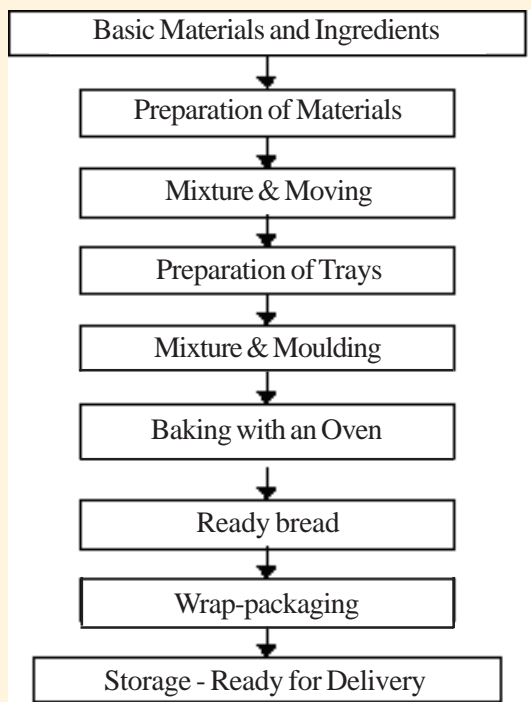 Basic Materials and Ingredients
Preparation of Materials
Mixture & Moving
Preparation of Trays
Mixture & Moulding
Baking with an Oven
Ready bread
Wrap-packaging
Storage - Ready for Delivery